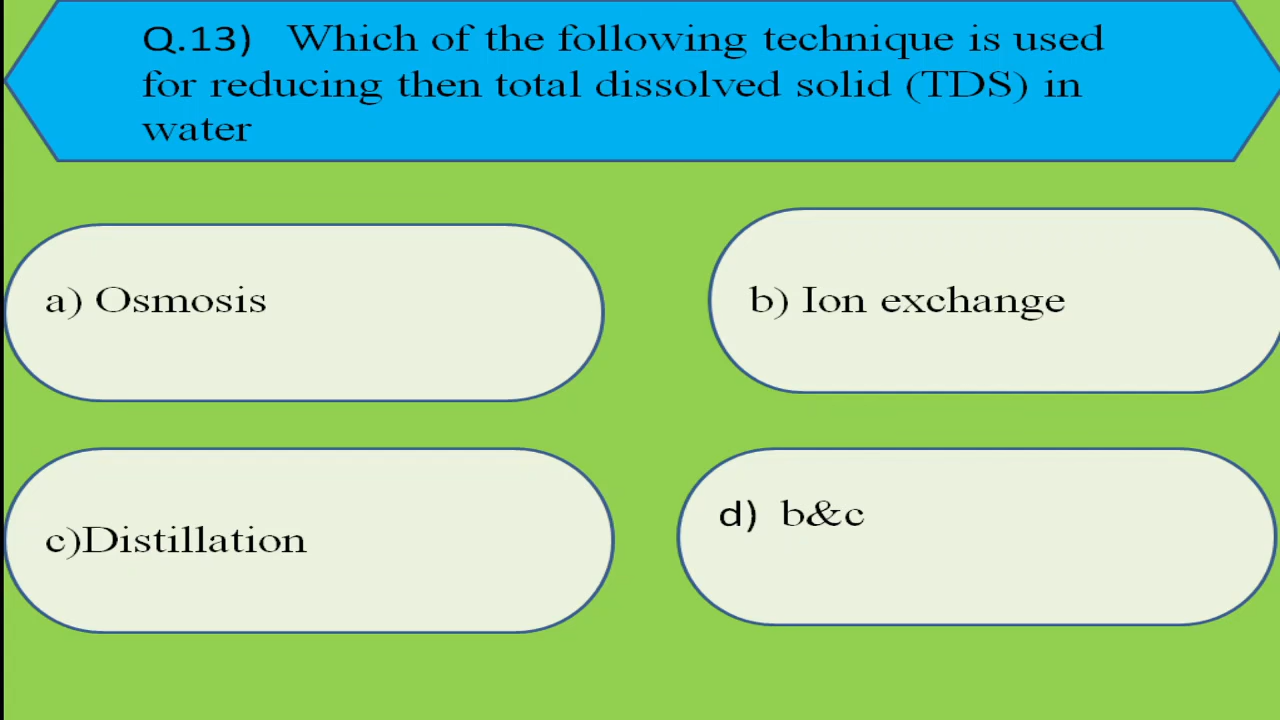 Q.13) Which of the following technique is used
for reducing then total dissolved solid (TDS) in
water
a) Osmosis
b) Ion exchange
c)Distillation
d) b&c